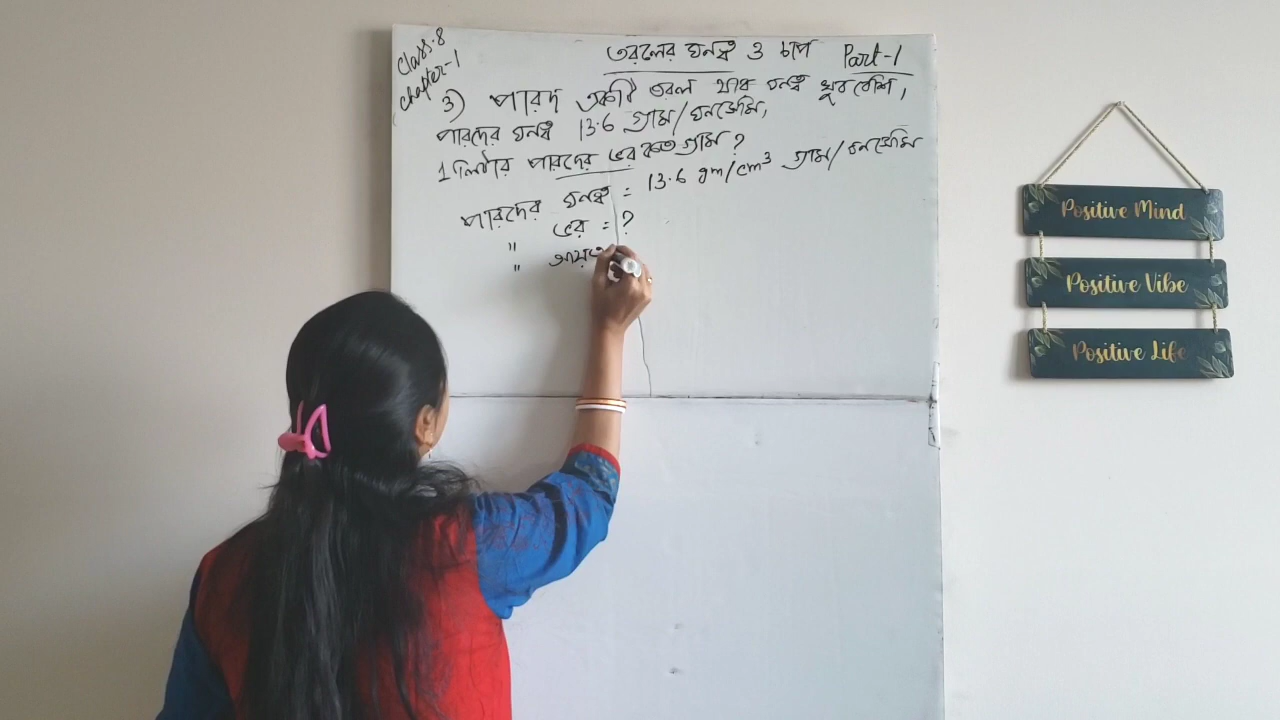 Class-8
Chapter-1
তরলের ঘনত্ব ও চাপ Part-1
3) পারদ একটি তরল যার ঘনত্ব খুব বেশি,
পারদের ঘনত্ব 13.6 গ্রাম/ঘনসেমি,
1 লিটার পারদের ভর কত গ্রাম?
পারদের ঘনত্ব = 13.6 gm/cm³ গ্রাম/ঘনসেমি
" ভর = ?
" আয়ত
Positive Mind
Positive Vibe
Positive Life